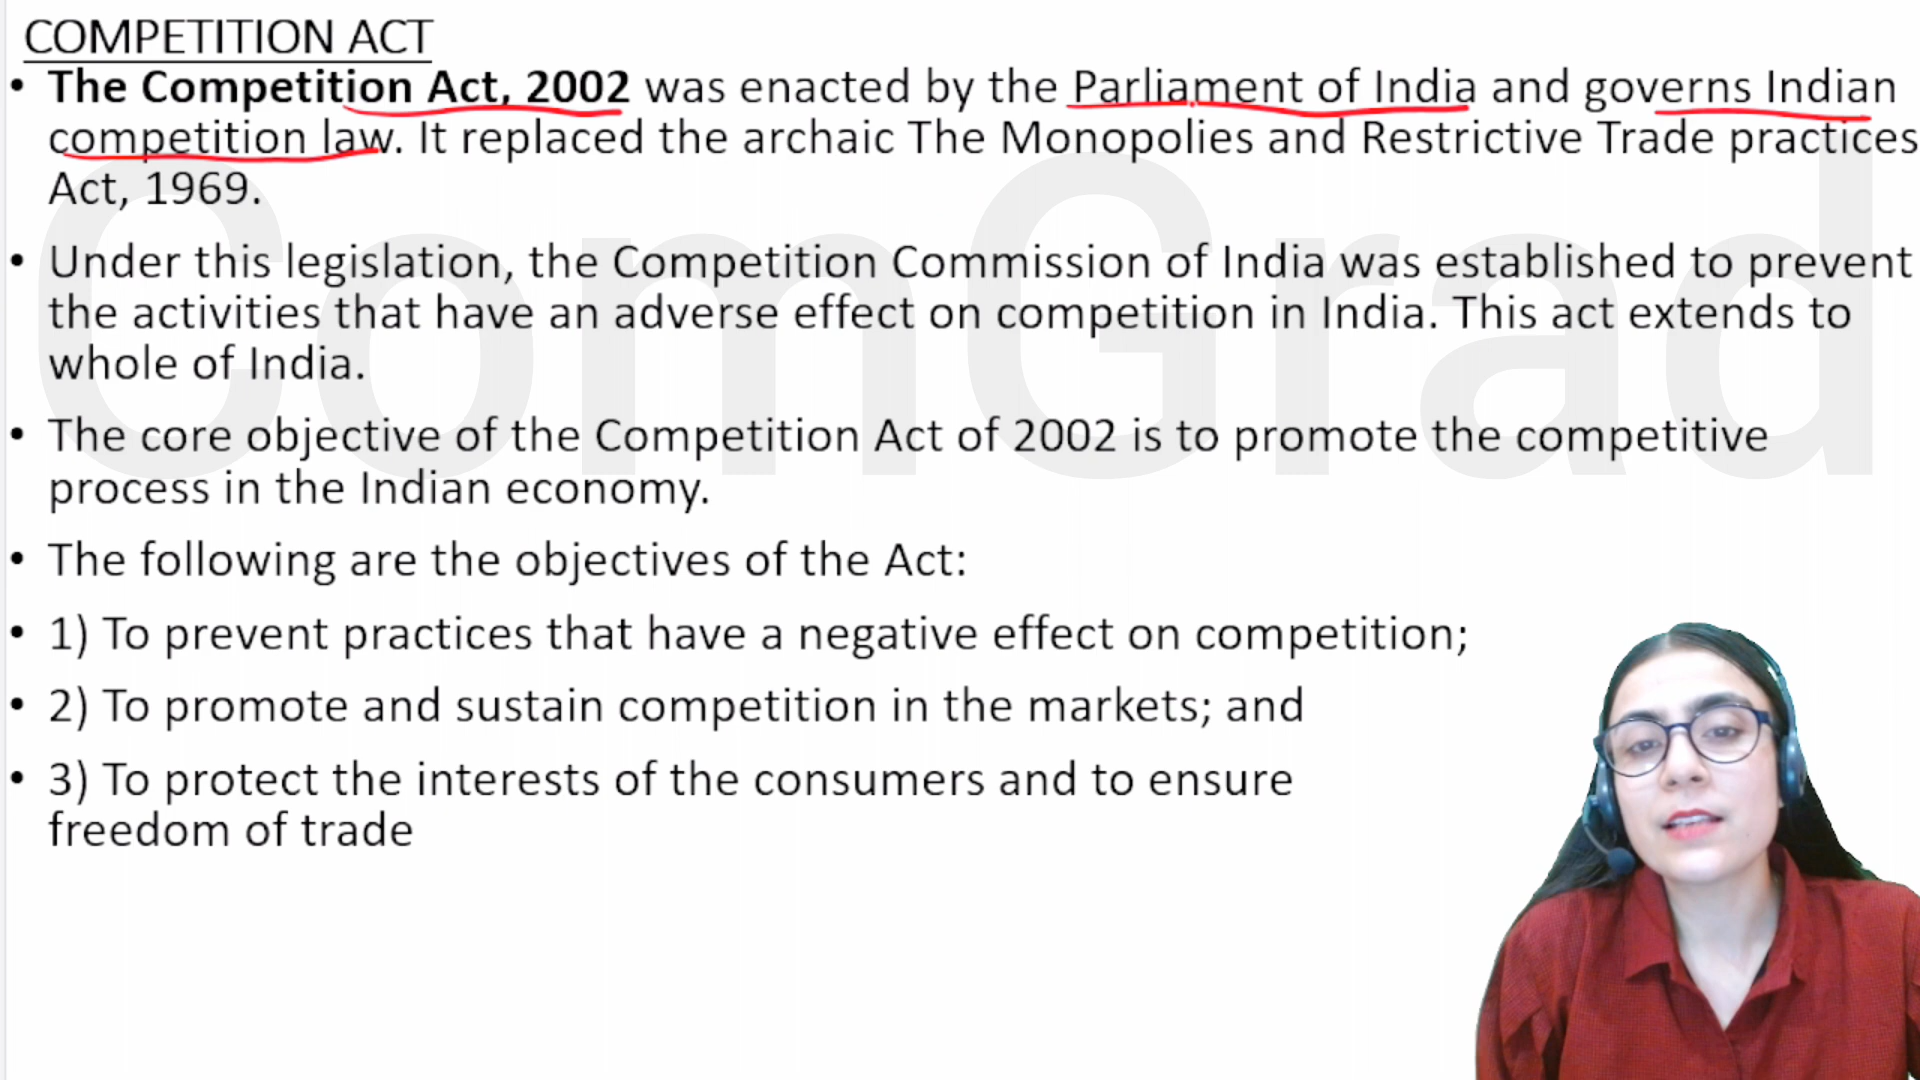 COMPETITION ACT
• The Competition Act, 2002 was enacted by the Parliament of India and governs Indian
competition law. It replaced the archaic The Monopolies and Restrictive Trade practices
Act, 1969.
• Under this legislation, the Competition Commission of India was established to prevent
the activities that have an adverse effect on competition in India. This act extends to
whole of India.
• The core objective of the Competition Act of 2002 is to promote the competitive
process in the Indian economy.
• The following are the objectives of the Act:
• 1) To prevent practices that have a negative effect on competition;
• 2) To promote and sustain competition in the markets; and
• 3) To protect the interests of the consumers and to ensure
freedom of trade
ComGrad